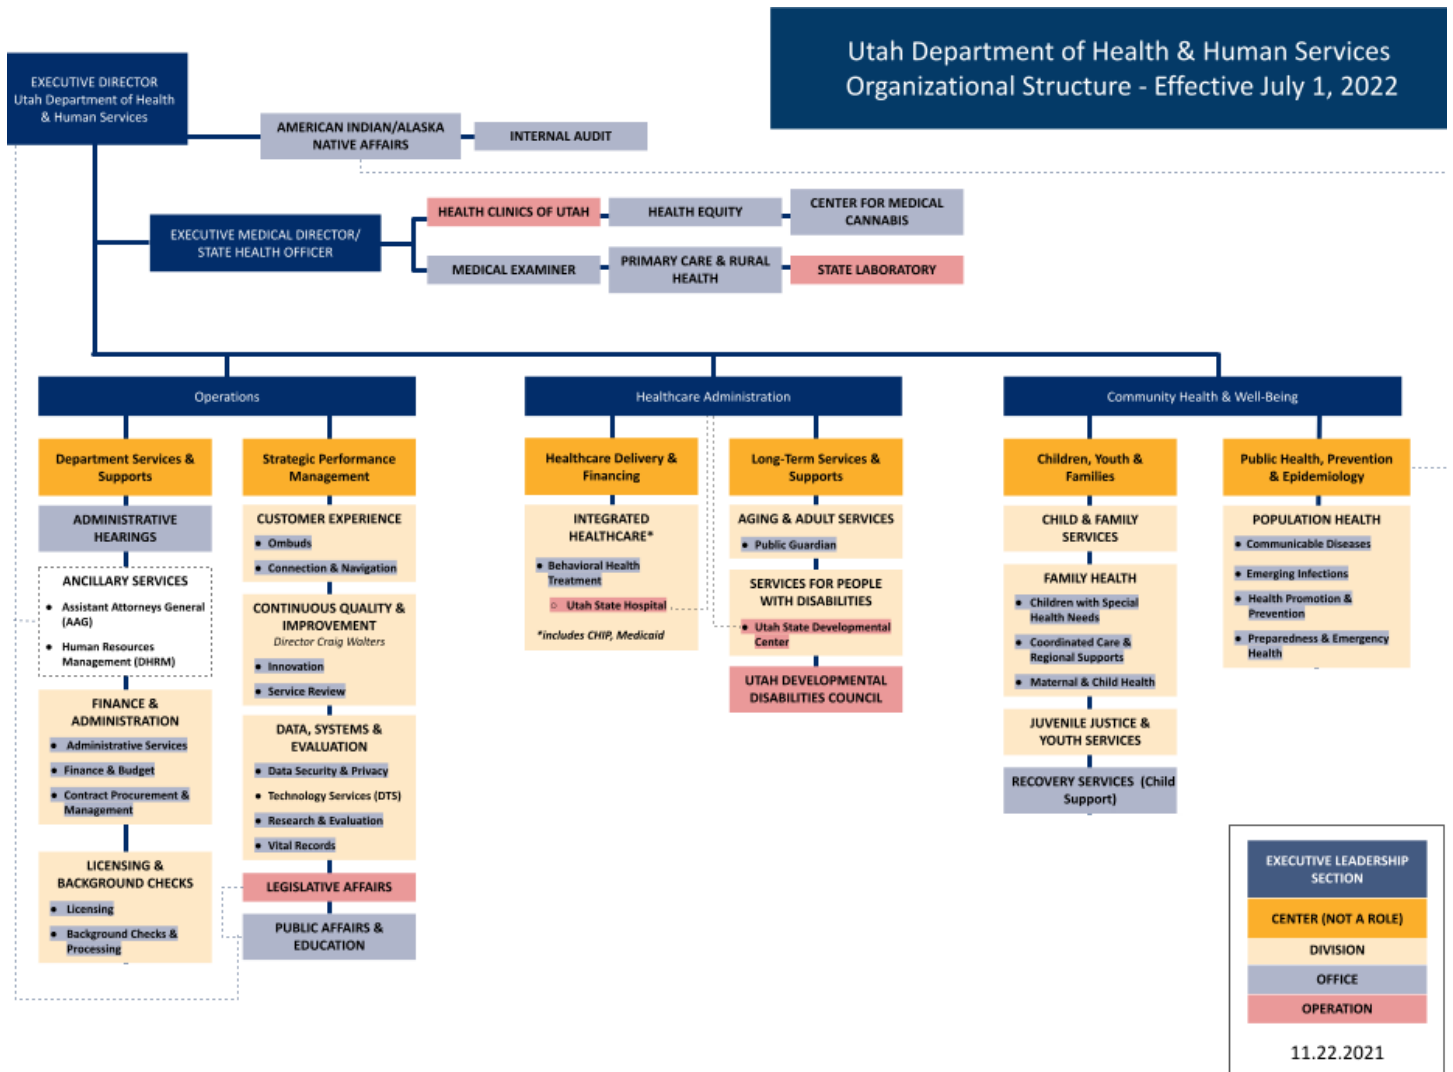 Utah Department of Health & Human Services
Organizational Structure - Effective July 1, 2022
EXECUTIVE DIRECTOR
Utah Department of Health
& Human Services
AMERICAN INDIAN/ALASKA
NATIVE AFFAIRS
INTERNAL AUDIT
EXECUTIVE MEDICAL DIRECTOR/
STATE HEALTH OFFICER
HEALTH CLINICS OF UTAH
HEALTH EQUITY
CENTER FOR MEDICAL
CANNABIS
MEDICAL EXAMINER
PRIMARY CARE & RURAL
HEALTH
STATE LABORATORY
Operations
Department Services &
Supports
ADMINISTRATIVE
HEARINGS
ANCILLARY SERVICES
● Assistant Attorneys General
(AAG)
● Human Resources
Management (DHRM)
FINANCE &
ADMINISTRATION
● Administrative Services
● Finance & Budget
● Contract Procurement &
Management
LICENSING &
BACKGROUND CHECKS
● Licensing
● Background Checks &
Processing
Strategic Performance
Management
CUSTOMER EXPERIENCE
● Ombuds
● Connection & Navigation
CONTINUOUS QUALITY &
IMPROVEMENT
Director Craig Walters
● Innovation
● Service Review
DATA, SYSTEMS &
EVALUATION
● Data Security & Privacy
● Technology Services (DTS)
● Research & Evaluation
● Vital Records
LEGISLATIVE AFFAIRS
PUBLIC AFFAIRS &
EDUCATION
Healthcare Administration
Healthcare Delivery &
Financing
INTEGRATED
HEALTHCARE*
● Behavioral Health
Treatment
○ Utah State Hospital
*includes CHIP, Medicaid
Long-Term Services &
Supports
AGING & ADULT SERVICES
● Public Guardian
SERVICES FOR PEOPLE
WITH DISABILITIES
● Utah State Developmental
Center
UTAH DEVELOPMENTAL
DISABILITIES COUNCIL
Community Health & Well-Being
Children, Youth &
Families
CHILD & FAMILY
SERVICES
FAMILY HEALTH
● Children with Special
Health Needs
● Coordinated Care &
Regional Supports
● Maternal & Child Health
JUVENILE JUSTICE &
YOUTH SERVICES
RECOVERY SERVICES (Child
Support)
Public Health, Prevention
& Epidemiology
POPULATION HEALTH
● Communicable Diseases
● Emerging Infections
● Health Promotion &
Prevention
● Preparedness & Emergency
Health
EXECUTIVE LEADERSHIP
SECTION
CENTER (NOT A ROLE)
DIVISION
OFFICE
OPERATION
11.22.2021